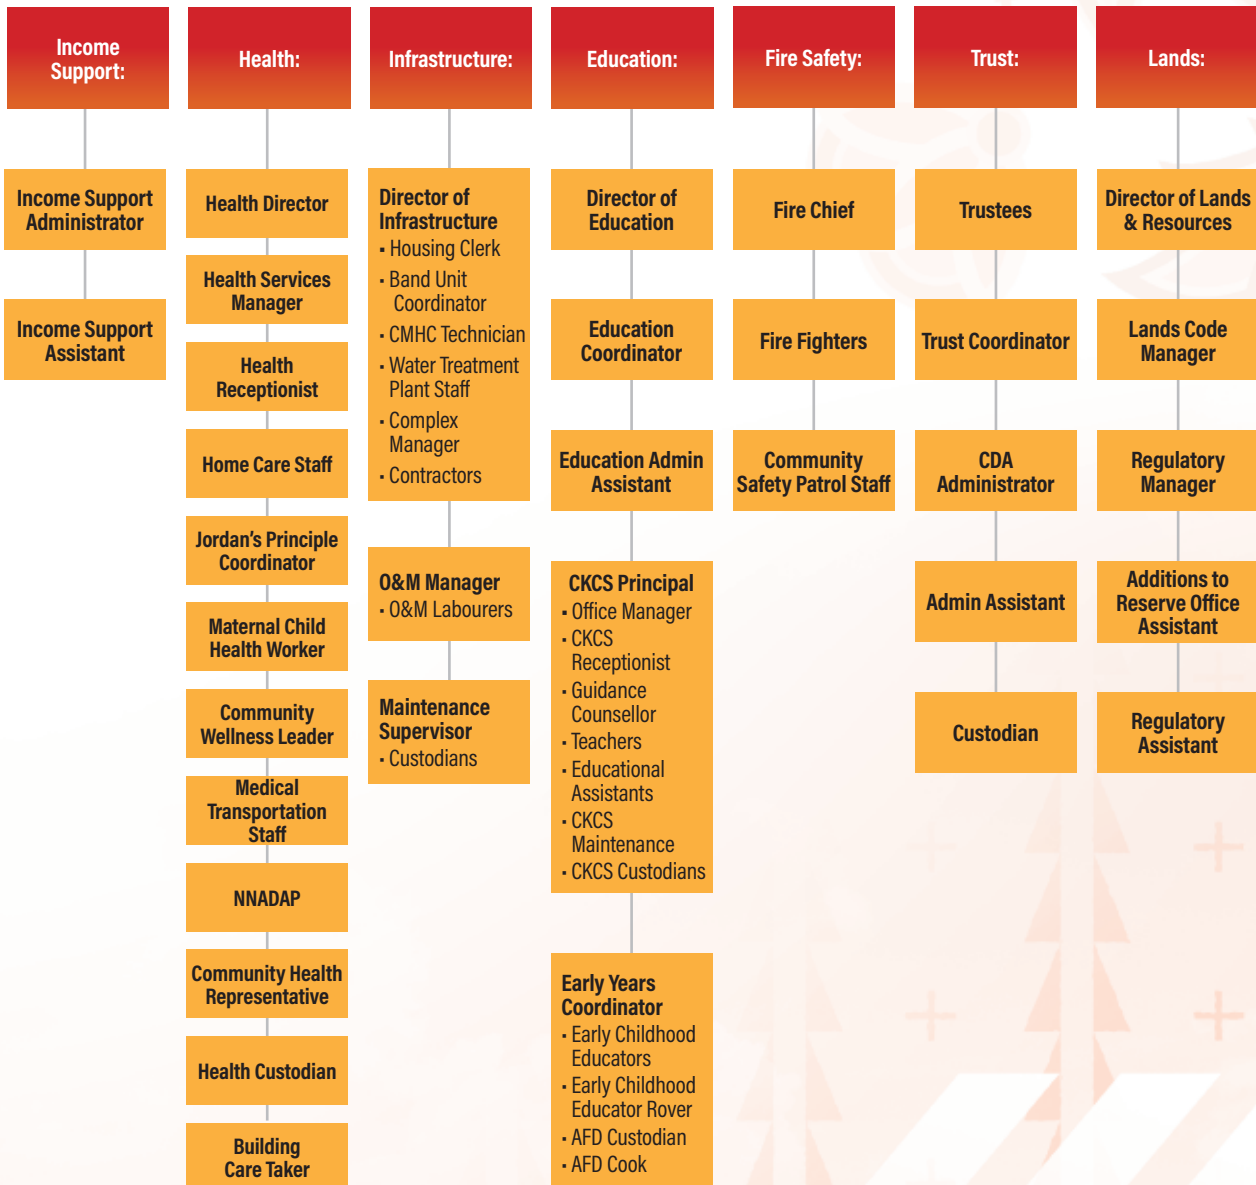 Income
Support:
Income Support
Administrator
Income Support
Assistant
Health:
Health Director
Health Services
Manager
Health
Receptionist
Home Care Staff
Jordan's Principle
Coordinator
Maternal Child
Health Worker
Community
Wellness Leader
Medical
Transportation
Staff
NNADAP
Community Health
Representative
Health Custodian
Building
Care Taker
Infrastructure:
Director of
Infrastructure
• Housing Clerk
• Band Unit
Coordinator
• CMHC Technician
• Water Treatment
Plant Staff
• Complex
Manager
• Contractors
O&M Manager
• O&M Labourers
Maintenance
Supervisor
• Custodians
Education:
Director of
Education
Education
Coordinator
Education Admin
Assistant
CKCS Principal
• Office Manager
• CKCS
Receptionist
• Guidance
Counsellor
• Teachers
• Educational
Assistants
• CKCS
Maintenance
• CKCS Custodians
Early Years
Coordinator
• Early Childhood
Educators
• Early Childhood
Educator Rover
• AFD Custodian
• AFD Cook
Fire Safety:
Fire Chief
Fire Fighters
Community
Safety Patrol Staff
Trust:
Trustees
Trust Coordinator
CDA
Administrator
Admin Assistant
Custodian
Lands:
Director of Lands
& Resources
Lands Code
Manager
Regulatory
Manager
Additions to
Reserve Office
Assistant
Regulatory
Assistant